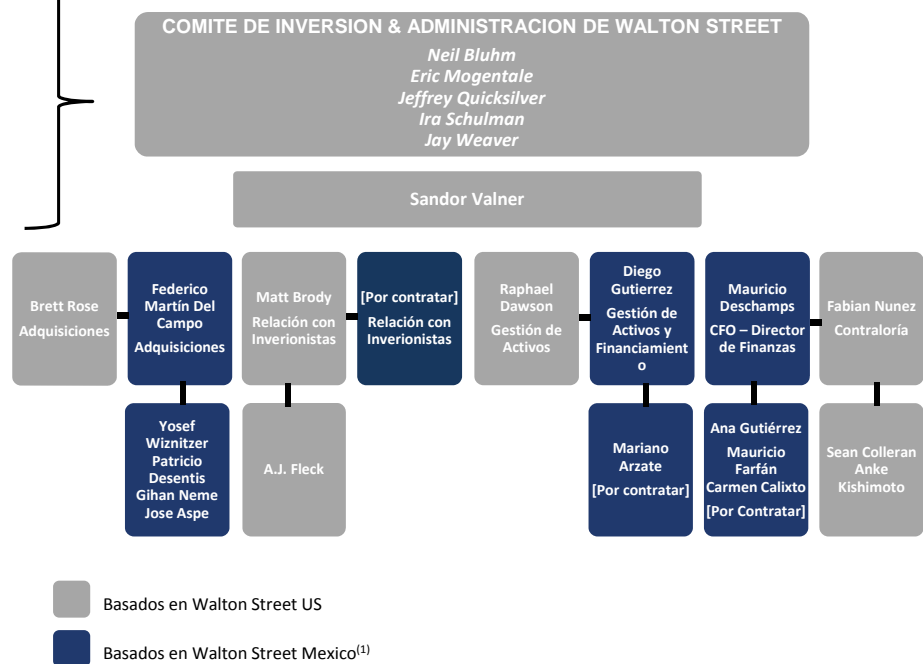 COMITE DE INVERSION & ADMINISTRACION DE WALTON STREET
Neil Bluhm
Eric Mogentale
Jeffrey Quicksilver
Ira Schulman
Jay Weaver
Sandor Valner
Brett Rose
Adquisiciones
Federico
Martín Del
Campo
Adquisiciones
Matt Brody
Relación con
Inverionistas
[Por contratar]
Relación con
Inverionistas
Raphael
Dawson
Gestión de
Activos
Diego
Gutierrez
Gestión de
Activos y
Financiamient
o
Mauricio
Deschamps
CFO – Director
de Finanzas
Fabian Nunez
Contraloría
Yosef
Wiznitzer
Patricio
Desentis
Gihan Neme
Jose Aspe
A.J. Fleck
Mariano
Arzate
[Por contratar]
Ana Gutiérrez
Mauricio
Farfán
Carmen Calixto
[Por Contratar]
Sean Colleran
Anke
Kishimoto
Basados en Walton Street US
Basados en Walton Street Mexico(1)